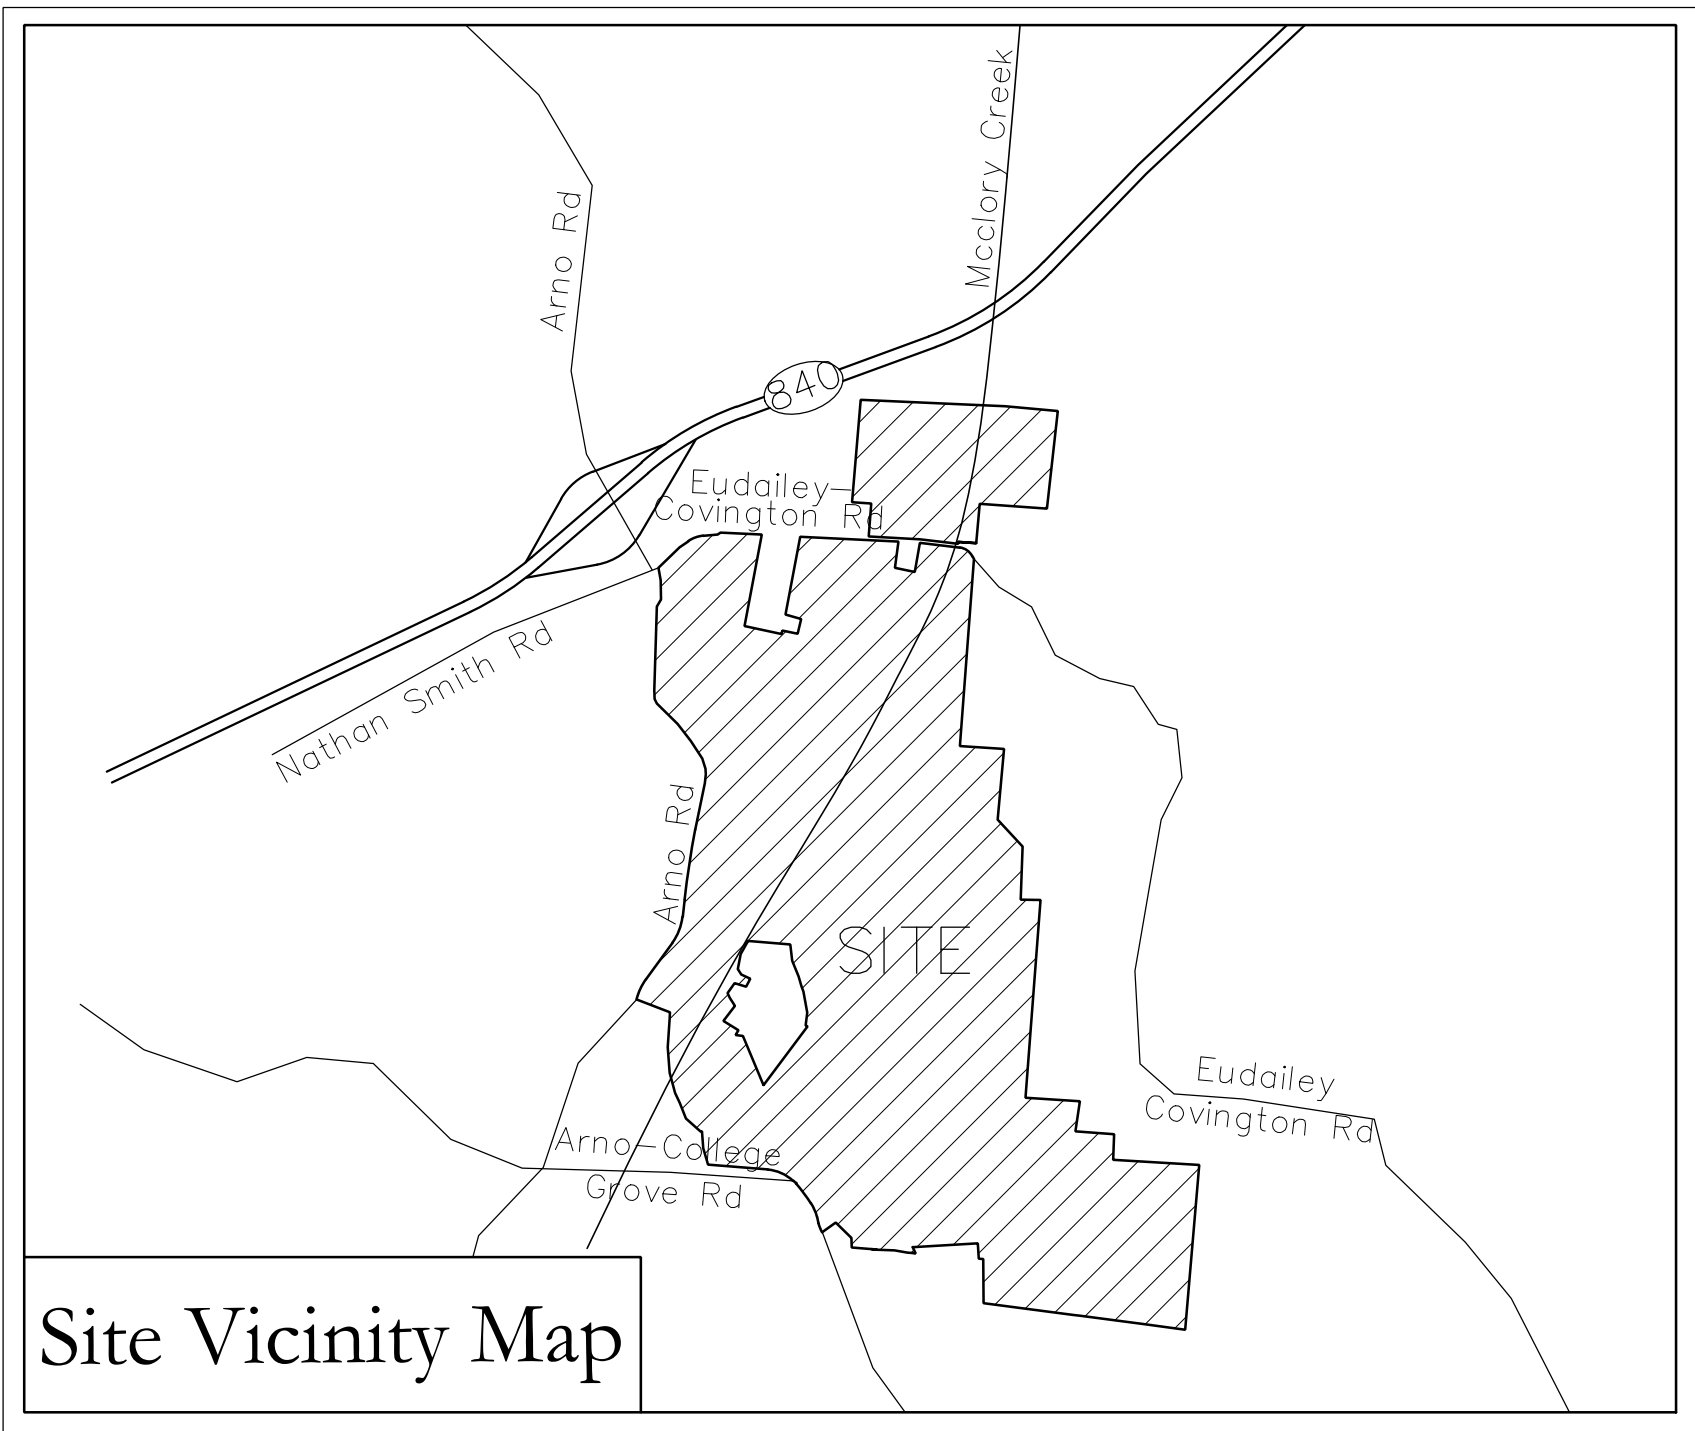 Mcclory Creek
Arno Rd
840
Eudailey-
Covington Rd
Nathan Smith Rd
Arno Rd
SITE
Eudailey
Covington Rd
Arno-College
Grove Rd
Site Vicinity Map